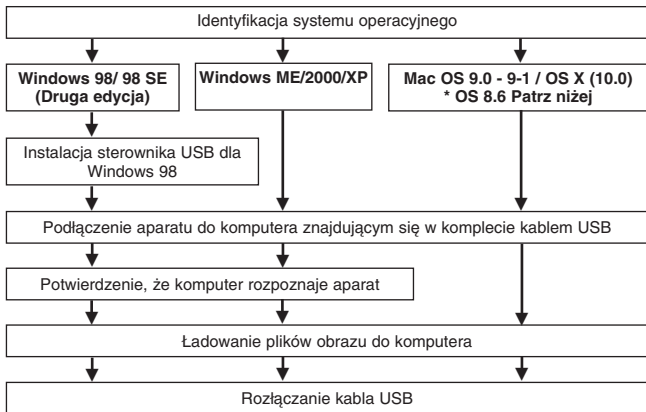 Identyfikacja systemu operacyjnego
Windows 98/ 98 SE
(Druga edycja)
Windows ME/2000/XP
Mac OS 9.0 - 9-1 / OS X (10.0)
* OS 8.6 Patrz niżej
Instalacja sterownika USB dla
Windows 98
Podłączenie aparatu do komputera znajdującym się w komplecie kablem USB
Potwierdzenie, że komputer rozpoznaje aparat
Ładowanie plików obrazu do komputera
Rozłączanie kabla USB